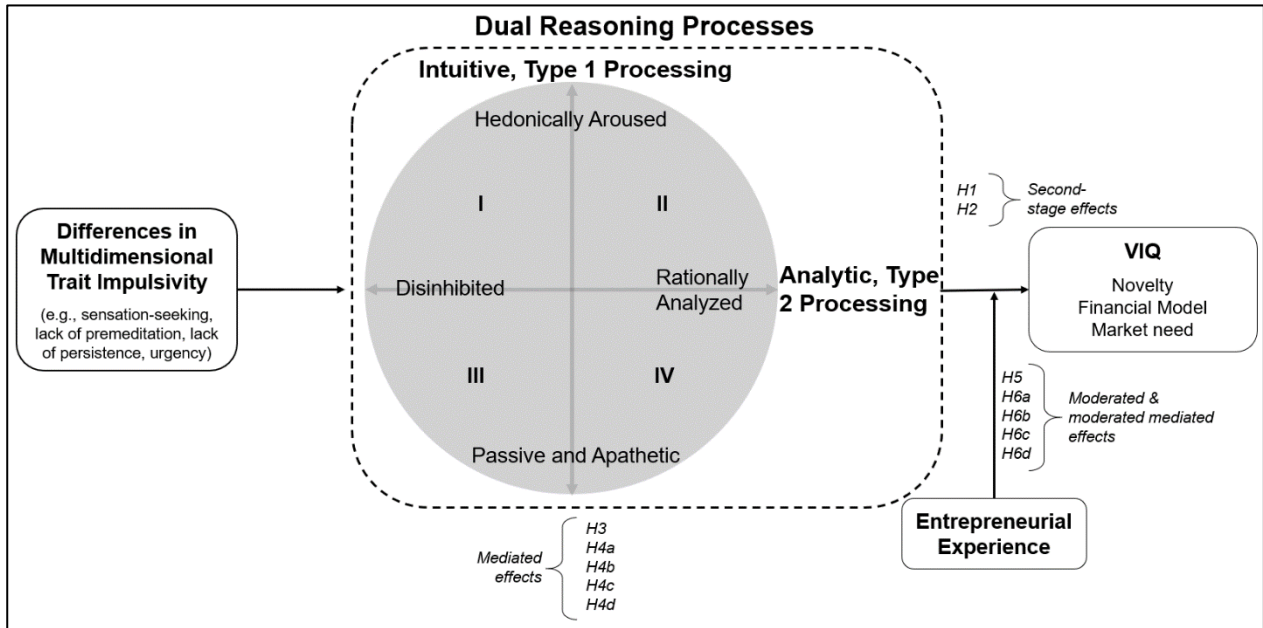 Dual Reasoning Processes
Intuitive, Type 1 Processing
Hedonically Aroused
I
II
Disinhibited
Rationally
Analyzed
Analytic, Type
2 Processing
III
IV
Passive and Apathetic
Differences in
Multidimensional
Trait Impulsivity
(e.g., sensation-seeking,
lack of premeditation, lack
of persistence, urgency)
H1
H2
Second-
stage effects
VIQ
Novelty
Financial Model
Market need
H5
H6a
H6b
H6c
H6d
Moderated &
moderated mediated
effects
Entrepreneurial
Experience
Mediated
effects
H3
H4a
H4b
H4c
H4d